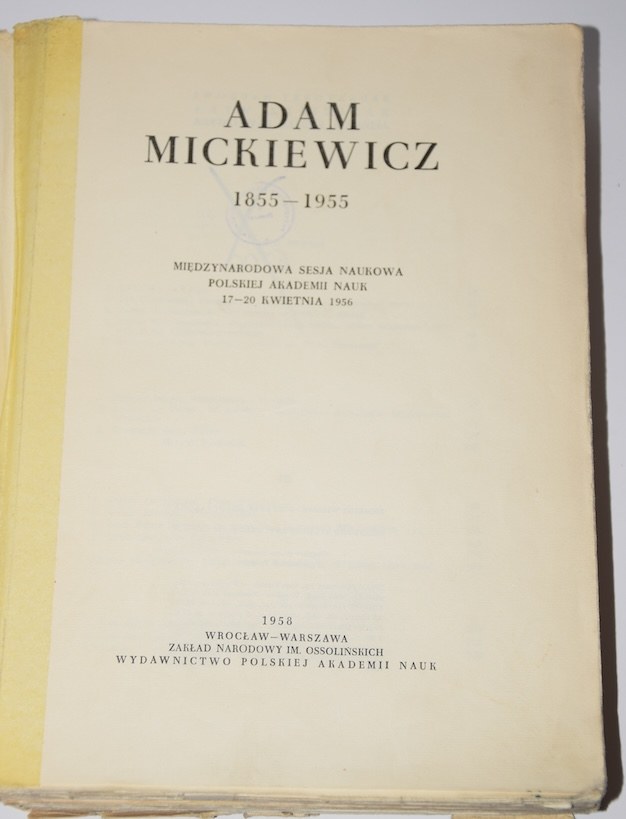 ADAM
MICKIEWICZ
1855—1955
MIĘDZYNARODOWA SESJA NAUKOWA
POLSKIEJ AKADEMII NAUK
17—20 KWIETNIA 1956
1958
WROCŁAW—WARSZAWA
ZAKŁAD NARODOWY IM. OSSOLIŃSKICH
WYDAWNICTWO POLSKIEJ AKADEMII NAUK